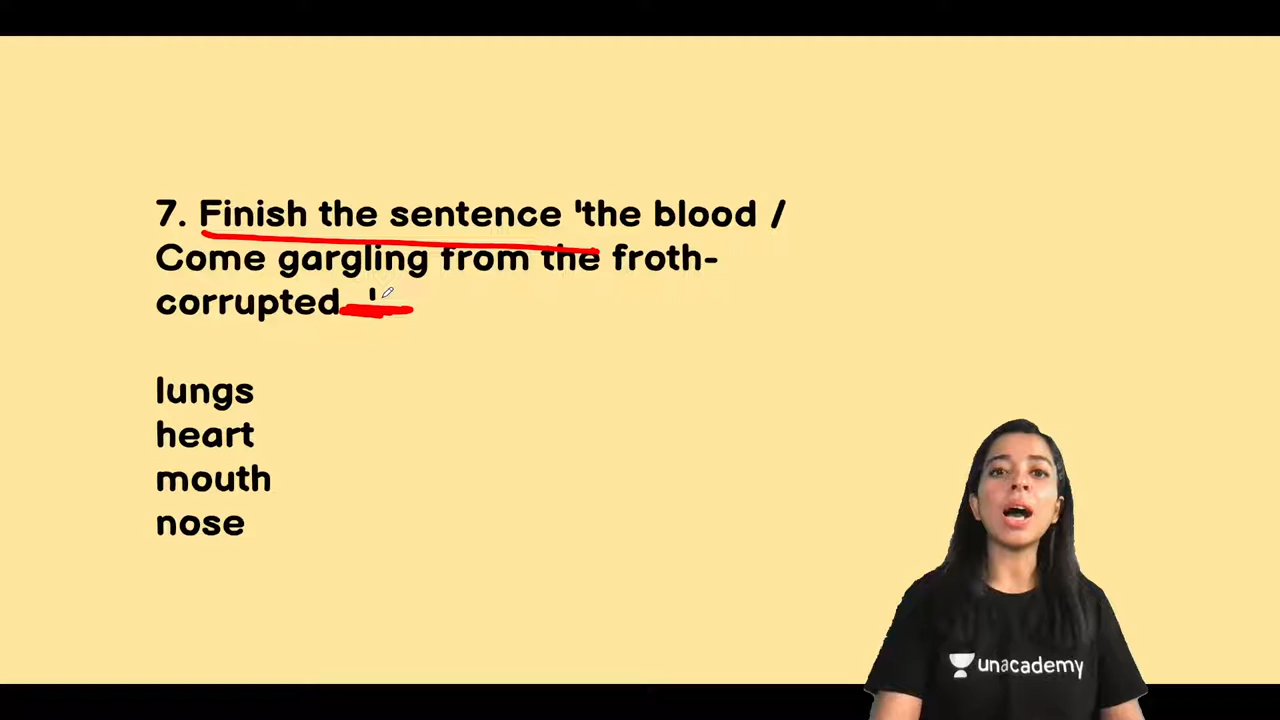 7. Finish the sentence 'the blood /
Come gargling from the froth-
corrupted '
lungs
heart
mouth
nose
unacademy